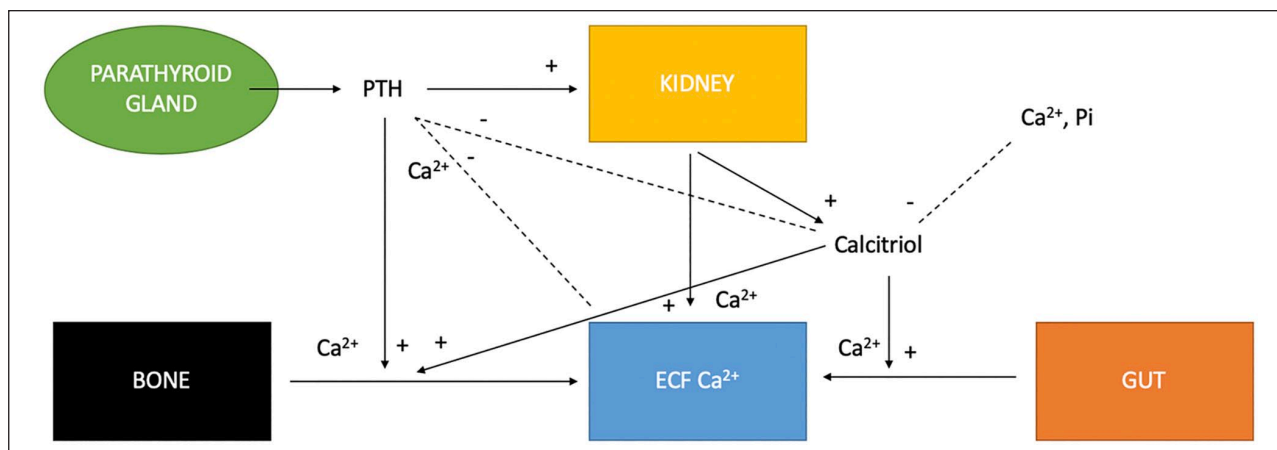 PARATHYROID
GLAND
PTH
+
KIDNEY
Ca²⁺, Pi
-
-
Ca²⁺
+
-
Calcitriol
+
Ca²⁺
Ca²⁺
+
+
Ca²⁺
+
BONE
ECF Ca²⁺
GUT